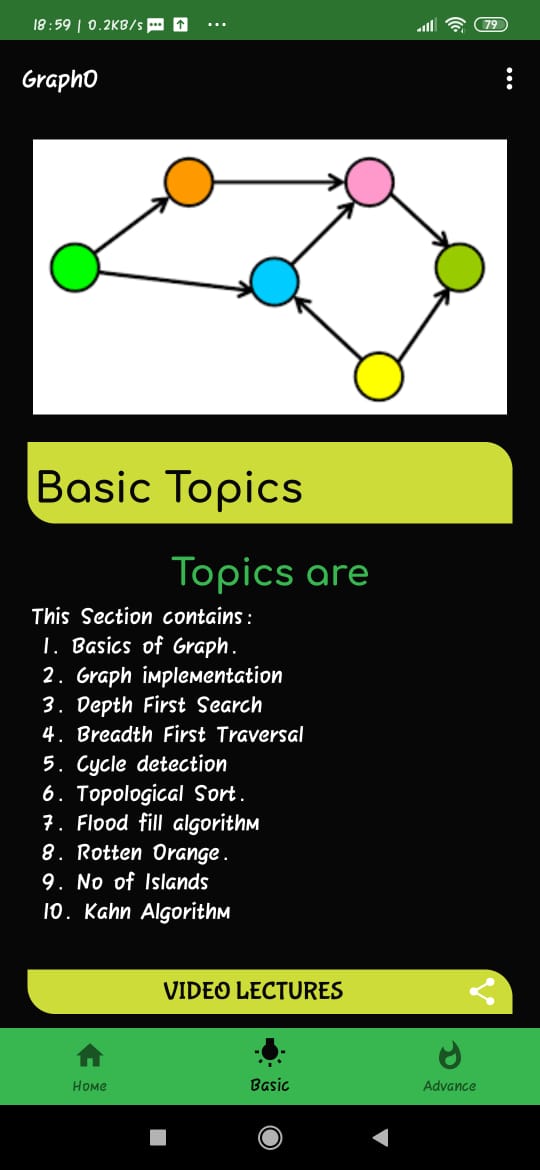 18:59 | 0.2KB/s ...
79
GraphO
Basic Topics
Topics are
This Section contains:
1. Basics of Graph.
2. Graph implementation
3. Depth First Search
4. Breadth First Traversal
5. Cycle detection
6. Topological Sort.
7. Flood fill algorithm
8. Rotten Orange.
9. No of Islands
10. Kahn Algorithm
VIDEO LECTURES
Home
Basic
Advance